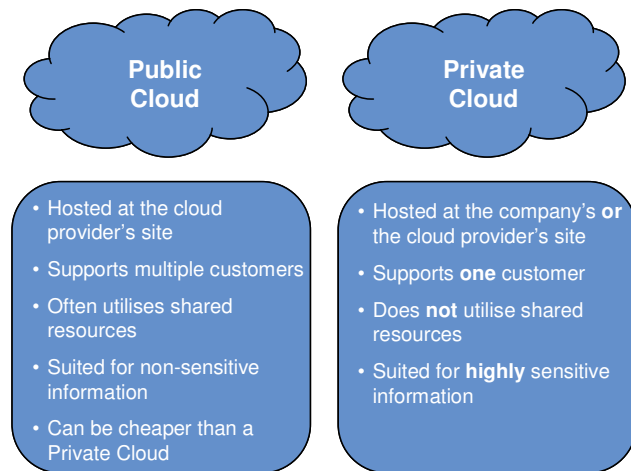 Public
Cloud
Private
Cloud
• Hosted at the cloud
provider's site
• Supports multiple customers
• Often utilises shared
resources
• Suited for non-sensitive
information
• Can be cheaper than a
Private Cloud
• Hosted at the company's or
the cloud provider's site
• Supports one customer
• Does not utilise shared
resources
• Suited for highly sensitive
information